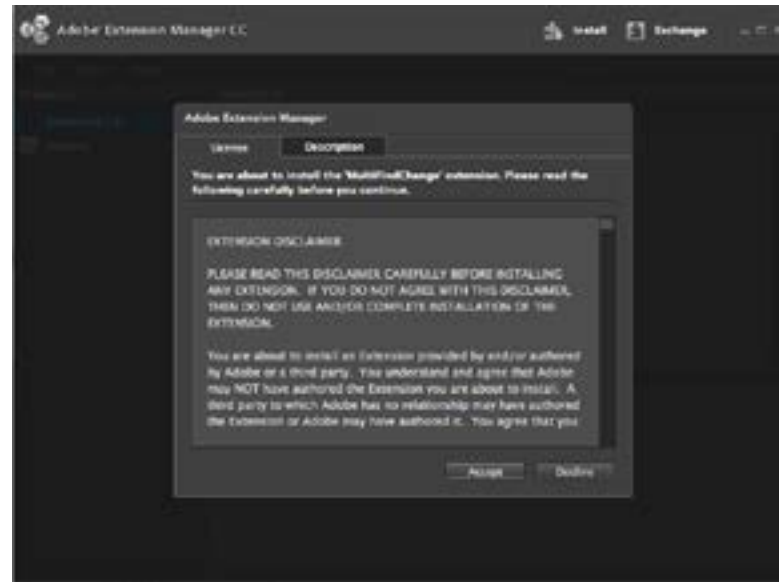 Adobe Extension Manager CC
Install
Exchange
Adobe Extension Manager
License
Description
You are about to install the 'MultiFindChange' extension. Please read the
following carefully before you continue.
EXTENSION DISCLAIMER
PLEASE READ THIS DISCLAIMER CAREFULLY BEFORE INSTALLING
ANY EXTENSION. IF YOU DO NOT AGREE WITH THIS DISCLAIMER,
THEN DO NOT USE AND/OR COMPLETE INSTALLATION OF THE
EXTENSION.
You are about to install an Extension provided by and/or authored
by Adobe or a third party. You understand and agree that Adobe
may NOT have authored the Extension you are about to install. A
third party to which Adobe has no relationship may have authored
the Extension or Adobe may have authored it. You agree that you
Accept
Decline